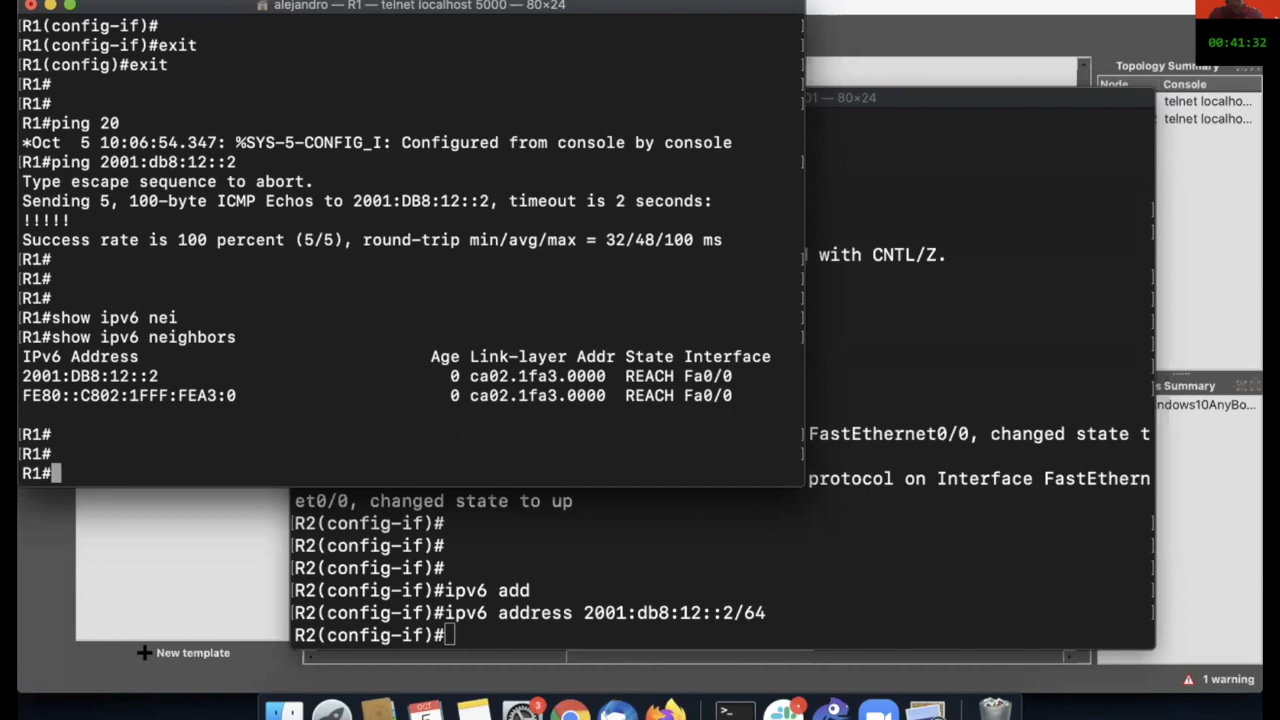 alejandro — R1 — telnet localhost 5000 — 80×24
R1(config-if)#
R1(config-if)#exit
R1(config)#exit
R1#
R1#
R1#ping 20
*Oct  5 10:06:54.347: %SYS-5-CONFIG_I: Configured from console by console
R1#ping 2001:db8:12::2
Type escape sequence to abort.
Sending 5, 100-byte ICMP Echos to 2001:DB8:12::2, timeout is 2 seconds:
!!!!!
Success rate is 100 percent (5/5), round-trip min/avg/max = 32/48/100 ms
R1#
R1#
R1#
R1#show ipv6 nei
R1#show ipv6 neighbors
IPv6 Address Age Link-layer Addr State Interface
2001:DB8:12::2 0 ca02.1fa3.0000 REACH Fa0/0
FE80::C802:1FFF:FEA3:0 0 ca02.1fa3.0000 REACH Fa0/0
R1#
R1#
R1#
01 — 80×24
with CNTL/Z.
FastEthernet0/0, changed state t
protocol on Interface FastEthern
et0/0, changed state to up
R2(config-if)#
R2(config-if)#
R2(config-if)#
R2(config-if)#ipv6 add
R2(config-if)#ipv6 address 2001:db8:12::2/64
R2(config-if)#
00:41:32
Topology Summary
Node Console
telnet localho...
telnet localho...
s Summary
ndows10AnyBo...
New template
1 warning
OCT
3